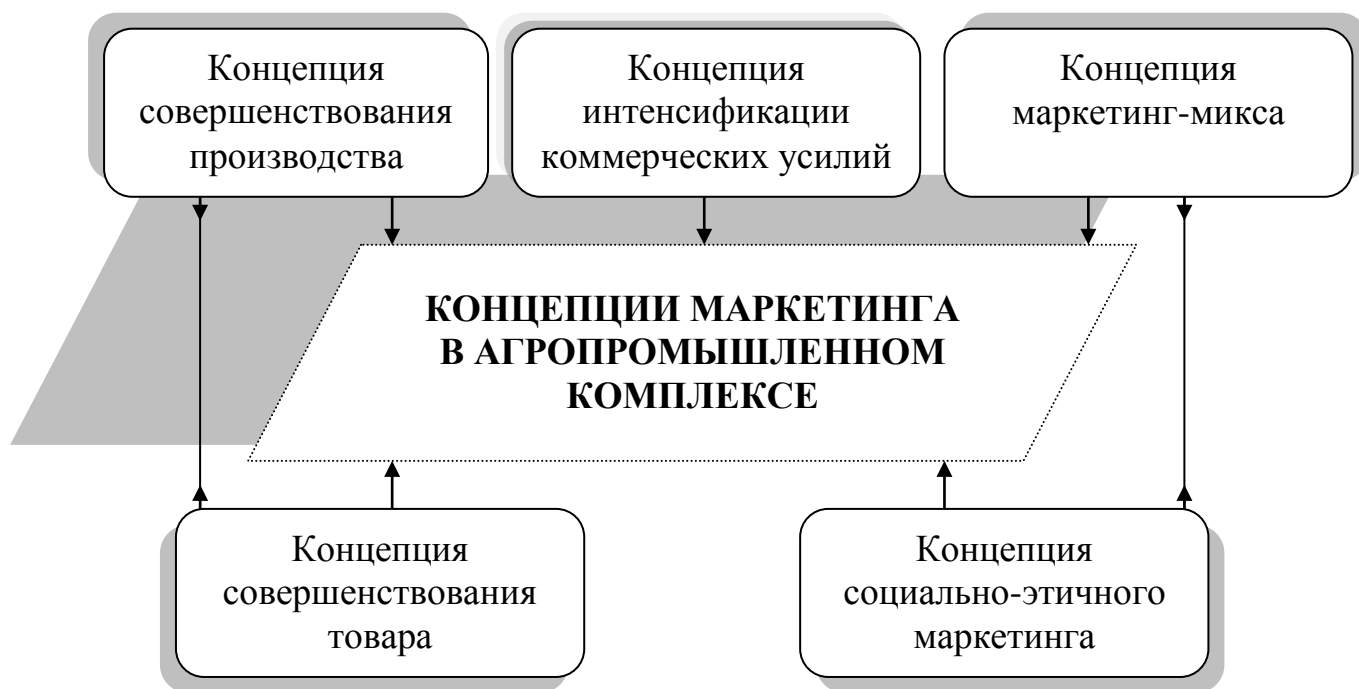 Концепция
совершенствования
производства
Концепция
интенсификации
коммерческих усилий
Концепция
маркетинг-микса
КОНЦЕПЦИИ МАРКЕТИНГА
В АГРОПРОМЫШЛЕННОМ
КОМПЛЕКСЕ
Концепция
совершенствования
товара
Концепция
социально-этичного
маркетинга